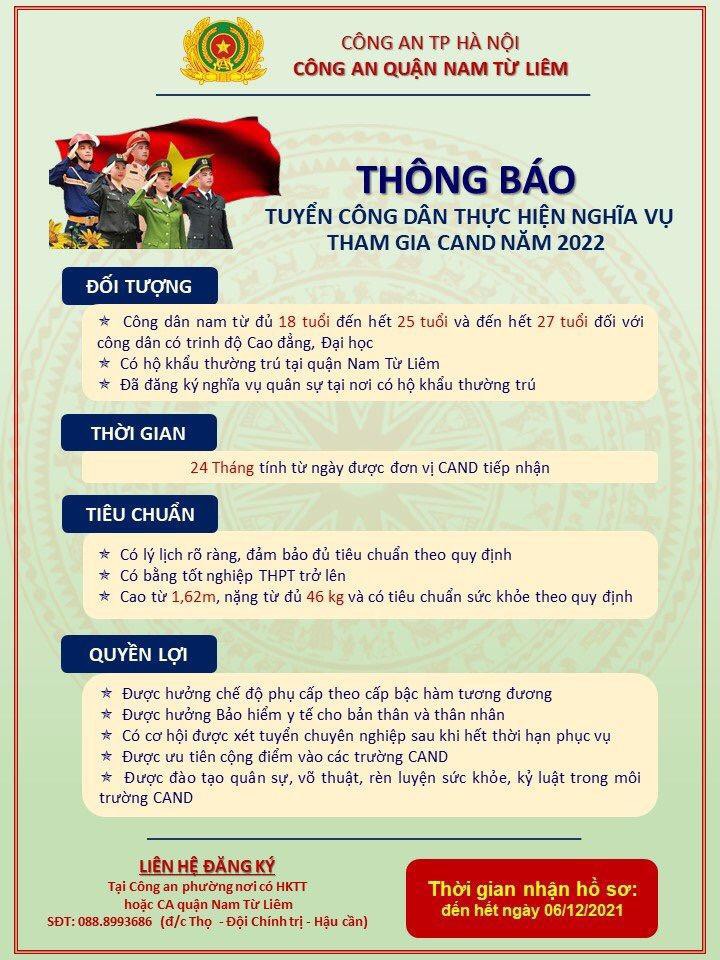 CÔNG AN TP HÀ NỘI
CÔNG AN QUẬN NAM TỪ LIÊM
THÔNG BÁO
TUYỂN CÔNG DÂN THỰC HIỆN NGHĨA VỤ
THAM GIA CAND NĂM 2022
ĐỐI TƯỢNG
✯ Công dân nam từ đủ 18 tuổi đến hết 25 tuổi và đến hết 27 tuổi đối với
công dân có trinh độ Cao đẳng, Đại học
✯ Có hộ khẩu thường trú tại quận Nam Từ Liêm
✯ Đã đăng ký nghĩa vụ quân sự tại nơi có hộ khẩu thường trú
THỜI GIAN
24 Tháng tính từ ngày được đơn vị CAND tiếp nhận
TIÊU CHUẨN
✯ Có lý lịch rõ ràng, đảm bảo đủ tiêu chuẩn theo quy định
✯ Có bằng tốt nghiệp THPT trở lên
✯ Cao từ 1,62m, nặng từ đủ 46 kg và có tiêu chuẩn sức khỏe theo quy định
QUYỀN LỢI
✯ Được hưởng chế độ phụ cấp theo cấp bậc hàm tương đương
✯ Được hưởng Bảo hiểm y tế cho bản thân và thân nhân
✯ Có cơ hội được xét tuyển chuyên nghiệp sau khi hết thời hạn phục vụ
✯ Được ưu tiên cộng điểm vào các trường CAND
✯ Được đào tạo quân sự, võ thuật, rèn luyện sức khỏe, kỷ luật trong môi
trường CAND
LIÊN HỆ ĐĂNG KÝ
Tại Công an phường nơi có HKTT
hoặc CA quận Nam Từ Liêm
SĐT: 088.8993686 (đ/c Thọ - Đội Chính trị - Hậu cần)
Thời gian nhận hồ sơ:
đến hết ngày 06/12/2021